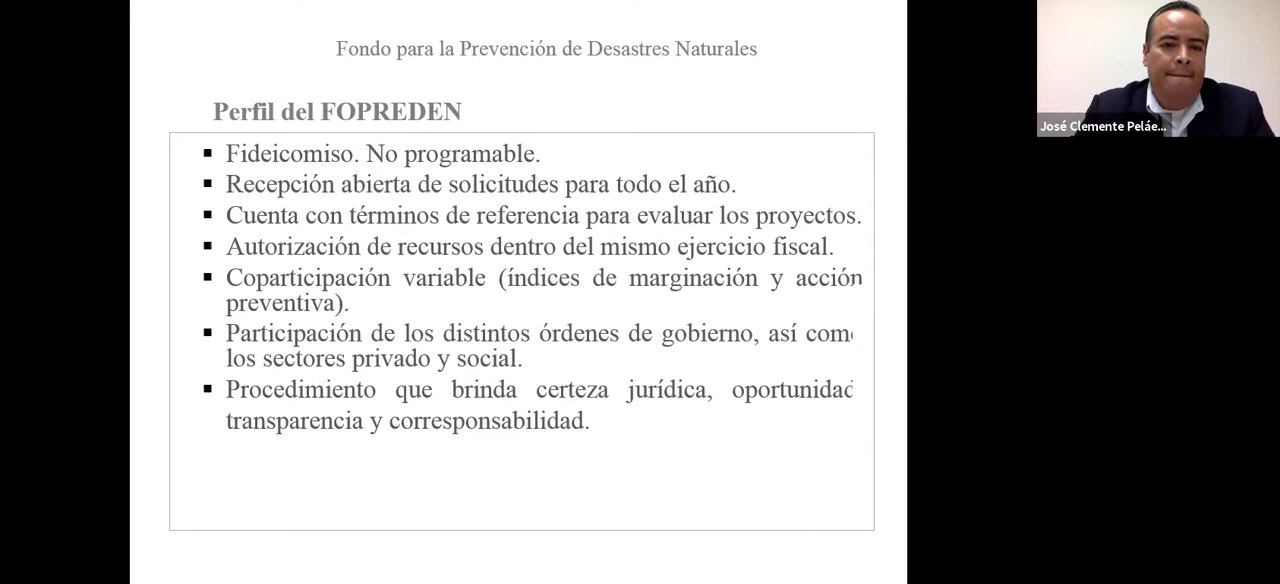 Fondo para la Prevención de Desastres Naturales
Perfil del FOPREDEN
▪ Fideicomiso. No programable.
▪ Recepción abierta de solicitudes para todo el año.
▪ Cuenta con términos de referencia para evaluar los proyectos.
▪ Autorización de recursos dentro del mismo ejercicio fiscal.
▪ Coparticipación variable (índices de marginación y acción
preventiva).
▪ Participación de los distintos órdenes de gobierno, así como
los sectores privado y social.
▪ Procedimiento que brinda certeza jurídica, oportunidad
transparencia y corresponsabilidad.
José Clemente Peláe...